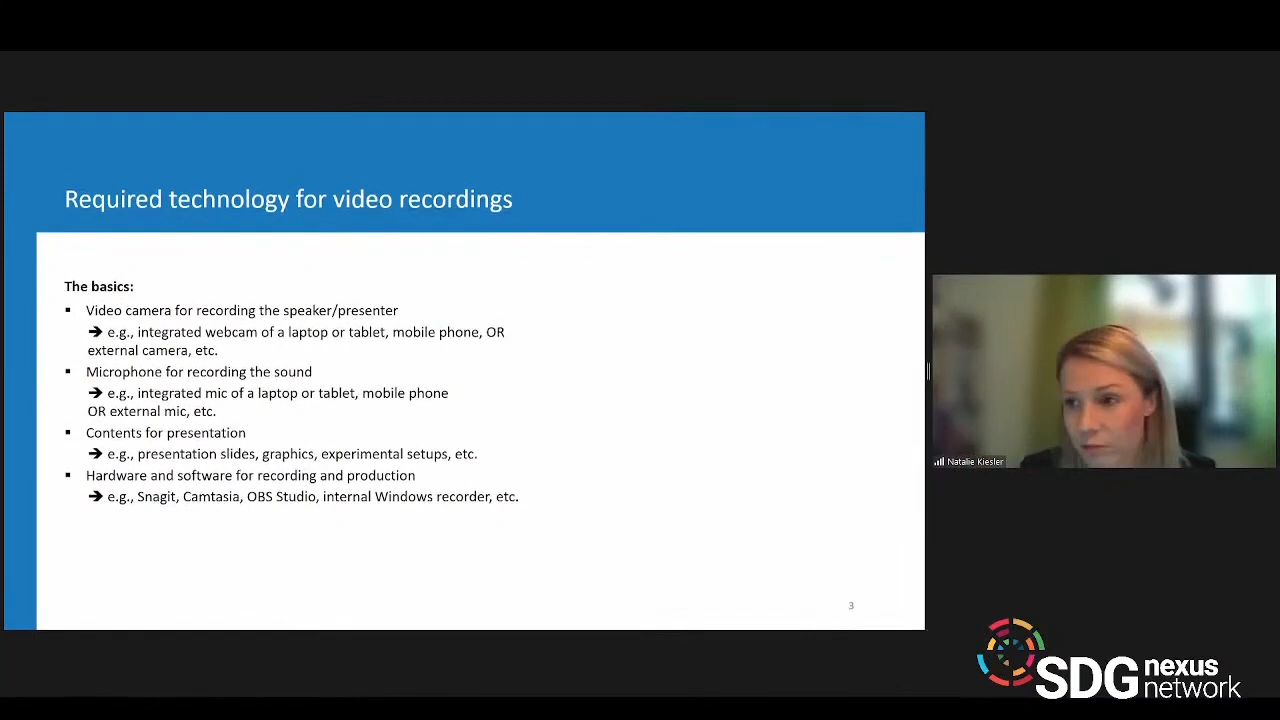 Required technology for video recordings
The basics:
▪ Video camera for recording the speaker/presenter
➔ e.g., integrated webcam of a laptop or tablet, mobile phone, OR
external camera, etc.
▪ Microphone for recording the sound
➔ e.g., integrated mic of a laptop or tablet, mobile phone
OR external mic, etc.
▪ Contents for presentation
➔ e.g., presentation slides, graphics, experimental setups, etc.
▪ Hardware and software for recording and production
➔ e.g., Snagit, Camtasia, OBS Studio, internal Windows recorder, etc.
3
Natalie Kiesler
SDG nexus
network